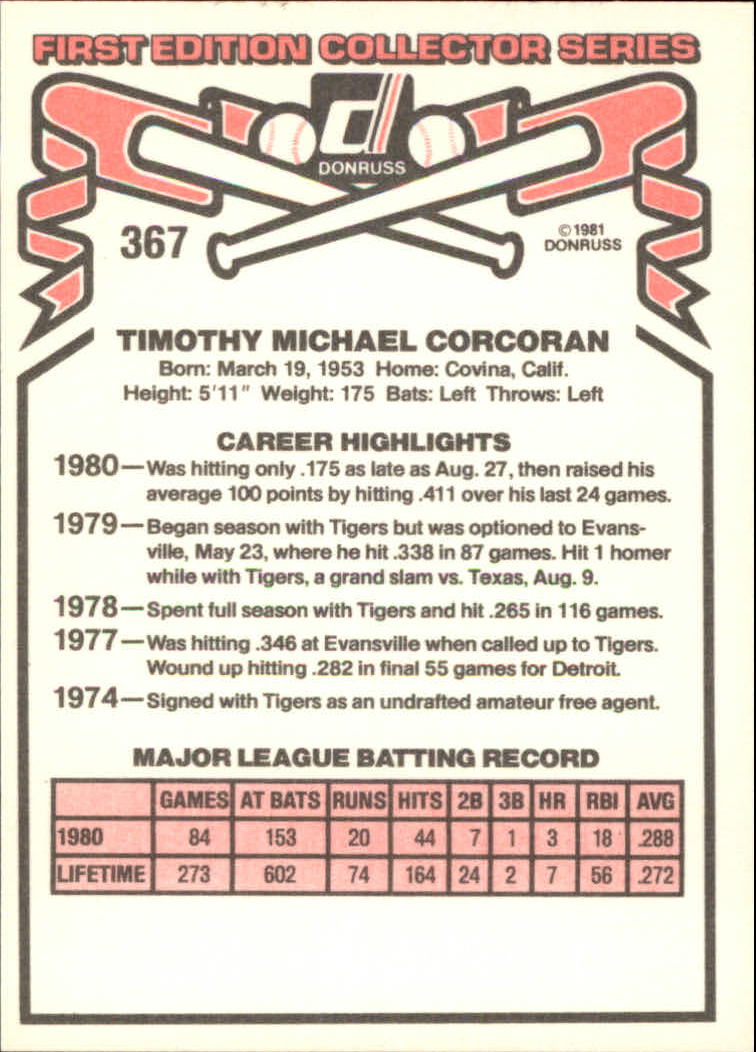 FIRST EDITION COLLECTOR SERIES
d
DONRUSS
367
©1981
DONRUSS
TIMOTHY MICHAEL CORCORAN
Born: March 19, 1953 Home: Covina, Calif.
Height: 5'11" Weight: 175 Bats: Left Throws: Left
CAREER HIGHLIGHTS
1980—Was hitting only .175 as late as Aug. 27, then raised his
average 100 points by hitting .411 over his last 24 games.
1979—Began season with Tigers but was optioned to Evans-
ville, May 23, where he hit .338 in 87 games. Hit 1 homer
while with Tigers, a grand slam vs. Texas, Aug. 9.
1978—Spent full season with Tigers and hit .265 in 116 games.
1977—Was hitting .346 at Evansville when called up to Tigers.
Wound up hitting .282 in final 55 games for Detroit.
1974—Signed with Tigers as an undrafted amateur free agent.
MAJOR LEAGUE BATTING RECORD
GAMES AT BATS RUNS HITS 2B 3B HR RBI AVG
1980 84 153 20 44 7 1 3 18 .288
LIFETIME 273 602 74 164 24 2 7 56 .272